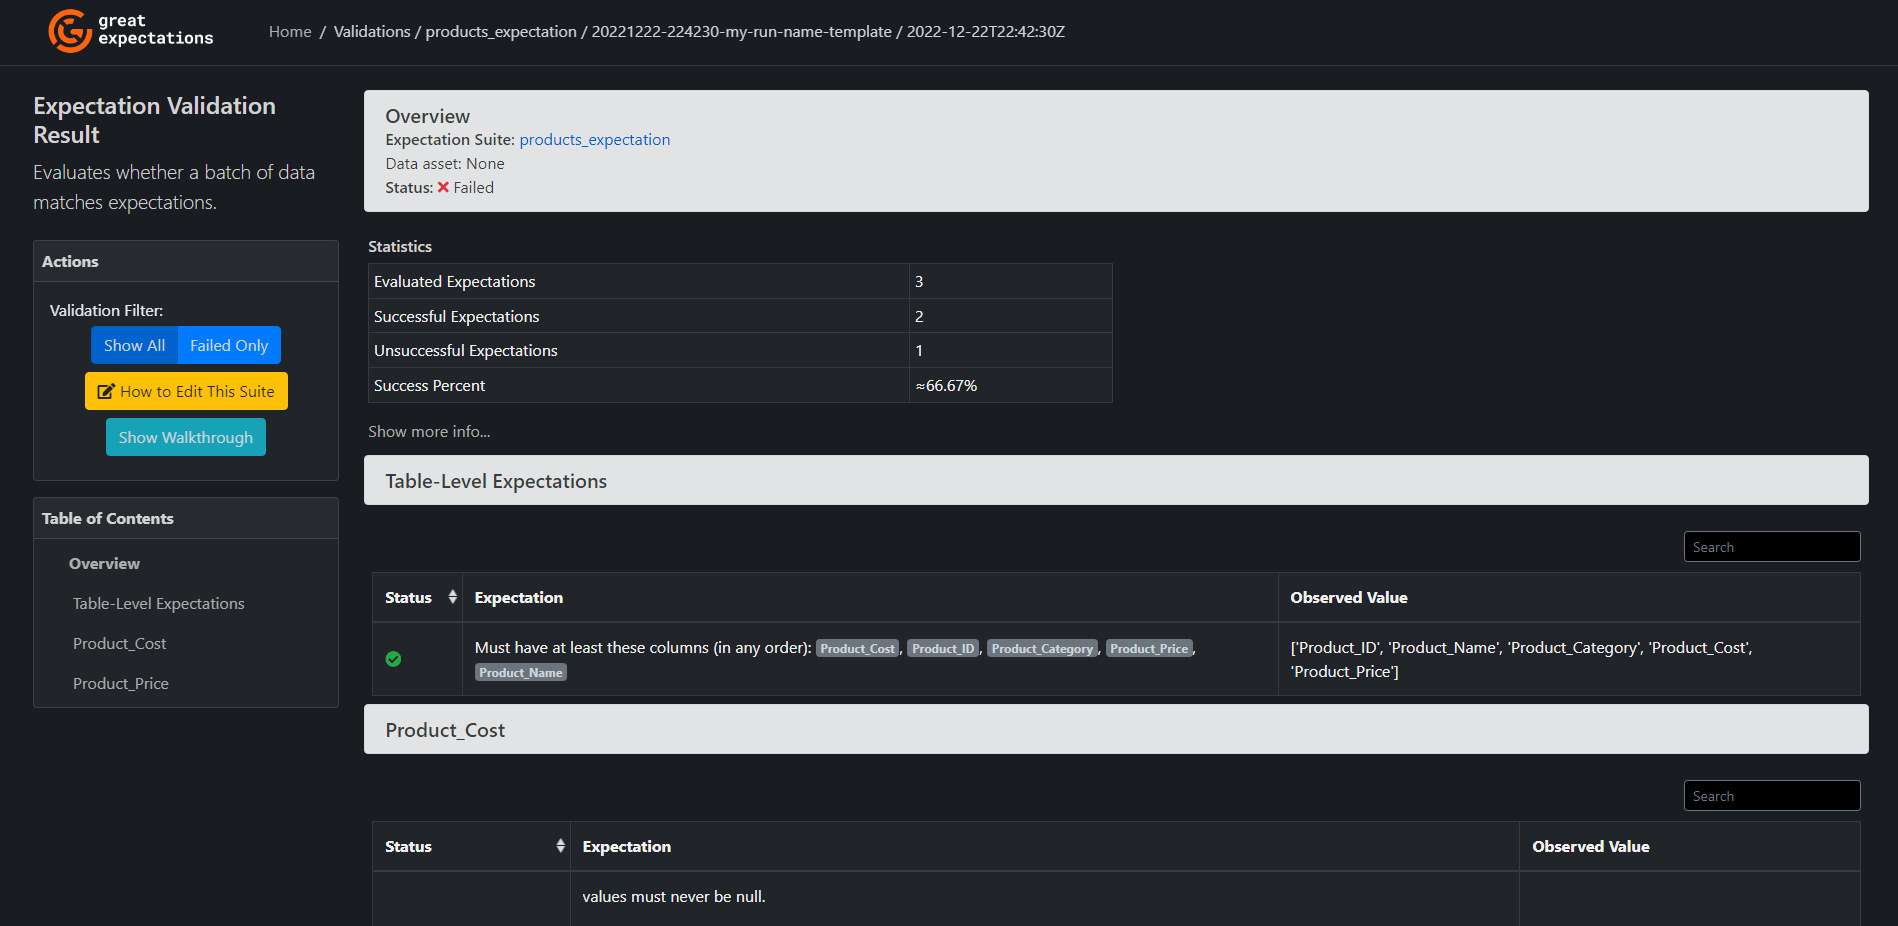 great
expectations
Home / Validations / products_expectation / 20221222-224230-my-run-name-template / 2022-12-22T22:42:30Z
Expectation Validation
Result
Evaluates whether a batch of data
matches expectations.
Actions
Validation Filter:
Show All Failed Only
How to Edit This Suite
Show Walkthrough
Table of Contents
Overview
Table-Level Expectations
Product_Cost
Product_Price
Overview
Expectation Suite: products_expectation
Data asset: None
Status: ❌ Failed
Statistics
Evaluated Expectations 3
Successful Expectations 2
Unsuccessful Expectations 1
Success Percent ≈66.67%
Show more info...
Table-Level Expectations
Search
Status Expectation Observed Value
Must have at least these columns (in any order): Product_Cost, Product_ID, Product_Category, Product_Price, ['Product_ID', 'Product_Name', 'Product_Category', 'Product_Cost',
Product_Name 'Product_Price']
Product_Cost
Search
Status Expectation Observed Value
values must never be null.